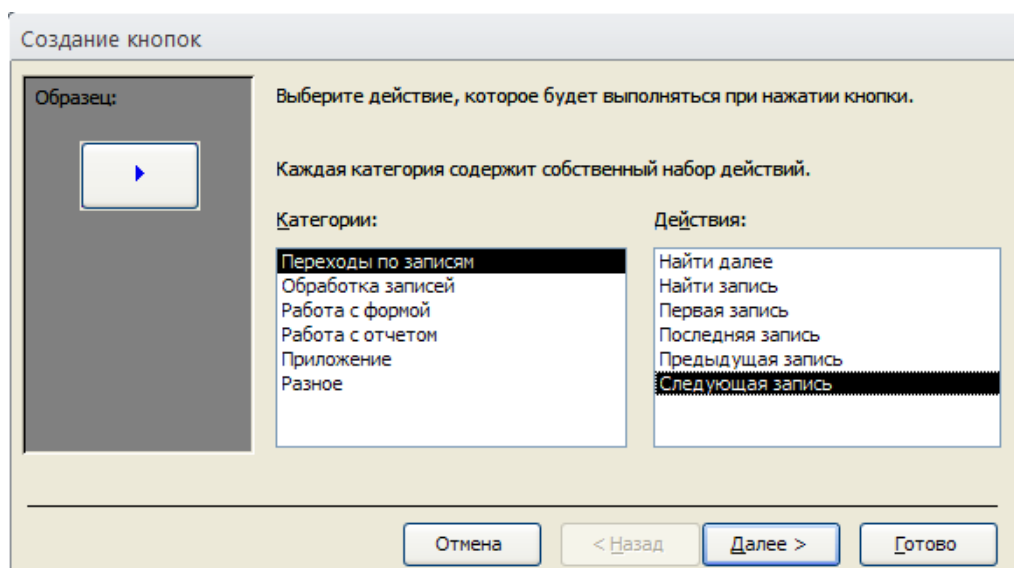 Создание кнопок
Образец:
Выберите действие, которое будет выполняться при нажатии кнопки.
Каждая категория содержит собственный набор действий.
Категории:
Переходы по записям
Обработка записей
Работа с формой
Работа с отчетом
Приложение
Разное
Действия:
Найти далее
Найти запись
Первая запись
Последняя запись
Предыдущая запись
Следующая запись
Отмена
< Назад
Далее >
Готово